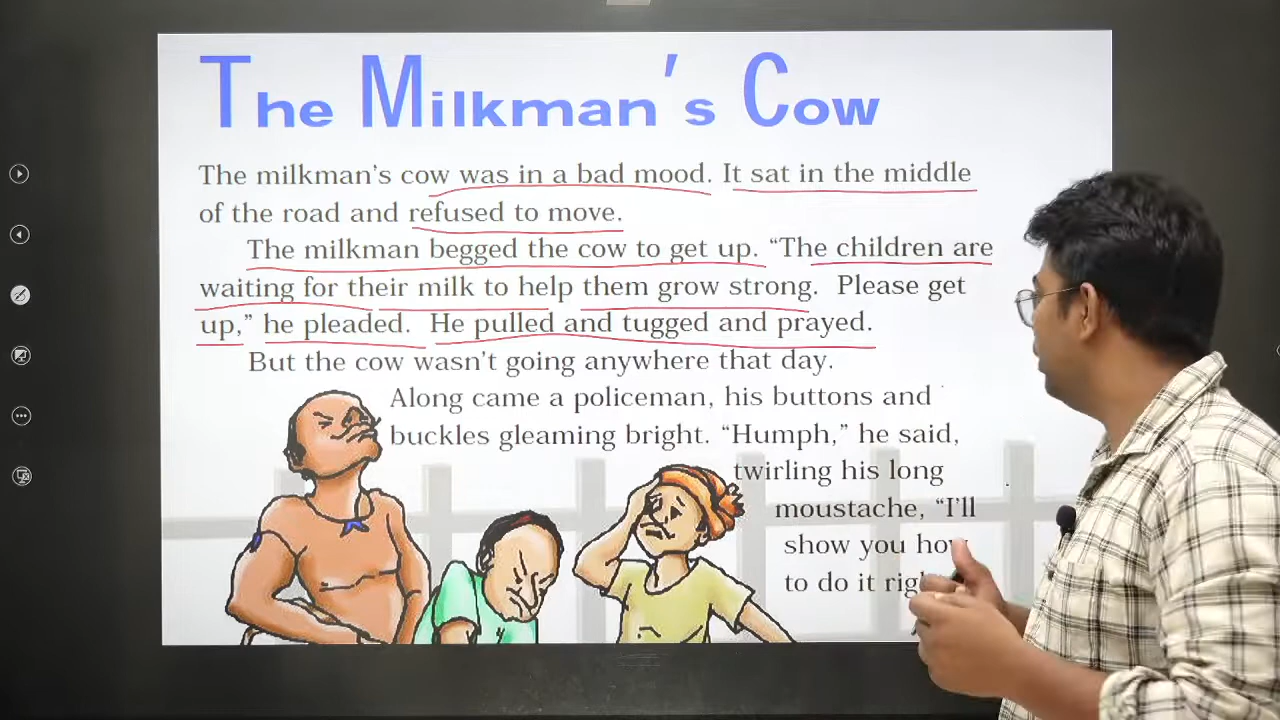 The Milkman's Cow
The milkman's cow was in a bad mood. It sat in the middle
of the road and refused to move.
The milkman begged the cow to get up. “The children are
waiting for their milk to help them grow strong. Please get
up,” he pleaded. He pulled and tugged and prayed.
But the cow wasn't going anywhere that day.
Along came a policeman, his buttons and
buckles gleaming bright. “Humph,” he said,
twirling his long
moustache, “I'll
show you how
to do it